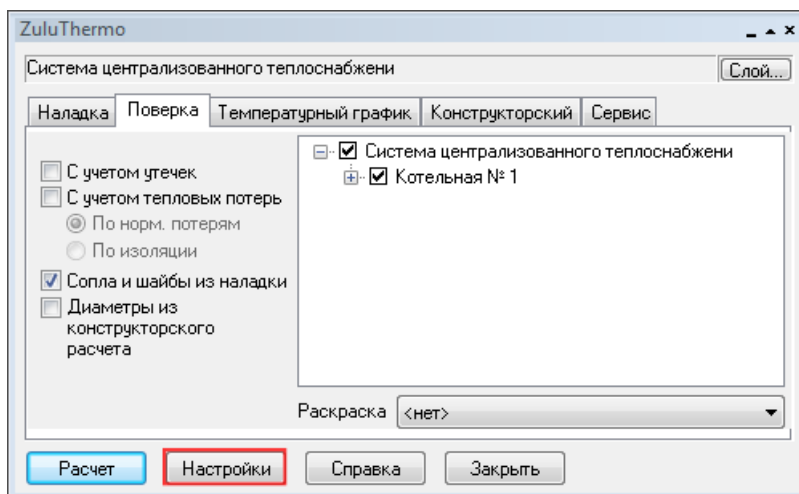 ZuluThermo
Система централизованного теплоснабжени
Слой...
Наладка Поверка Температурный график Конструкторский Сервис
С учетом утечек
С учетом тепловых потерь
По норм. потерям
По изоляции
Сопла и шайбы из наладки
Диаметры из
конструкторского
расчета
Система централизованного теплоснабжени
Котельная № 1
Раскраска <нет>
Расчет Настройки Справка Закрыть